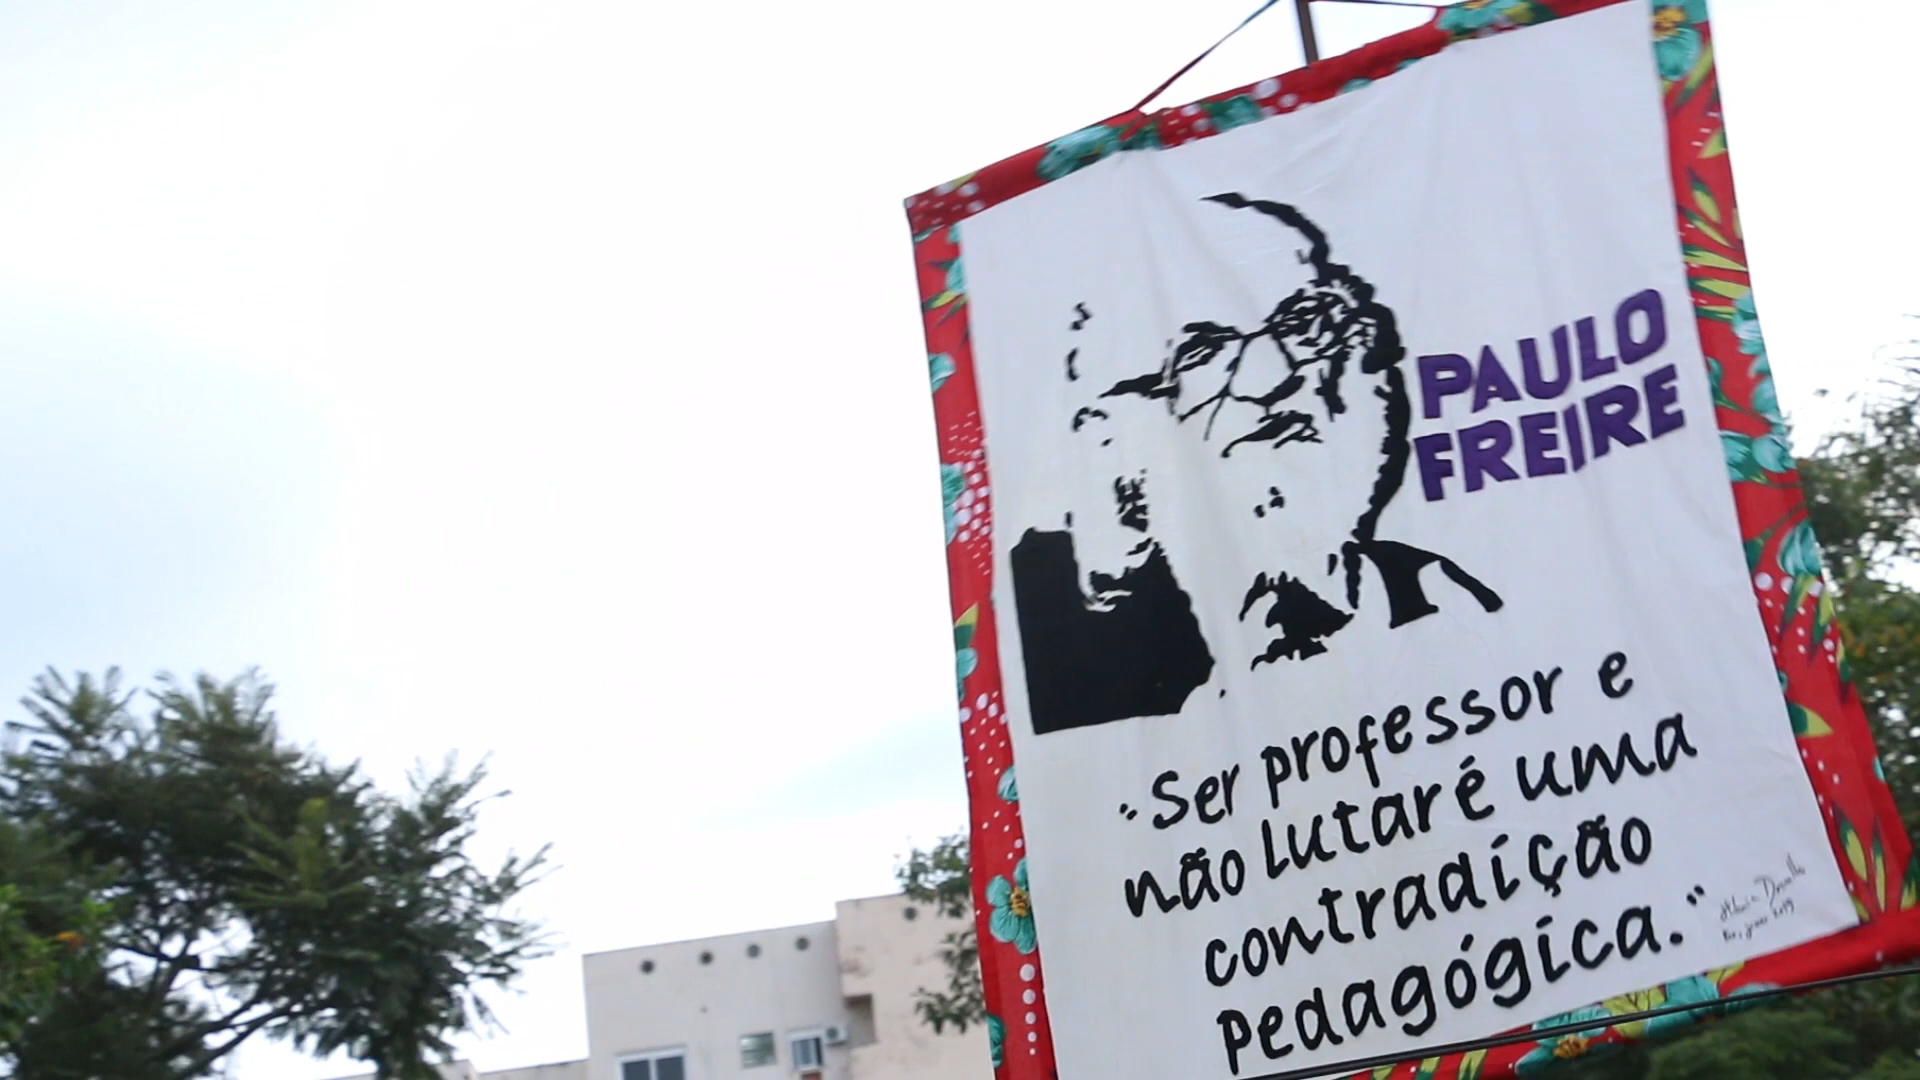 PAULO
FREIRE
"Ser professor e
não lutar é uma
contradição
pedagógica."